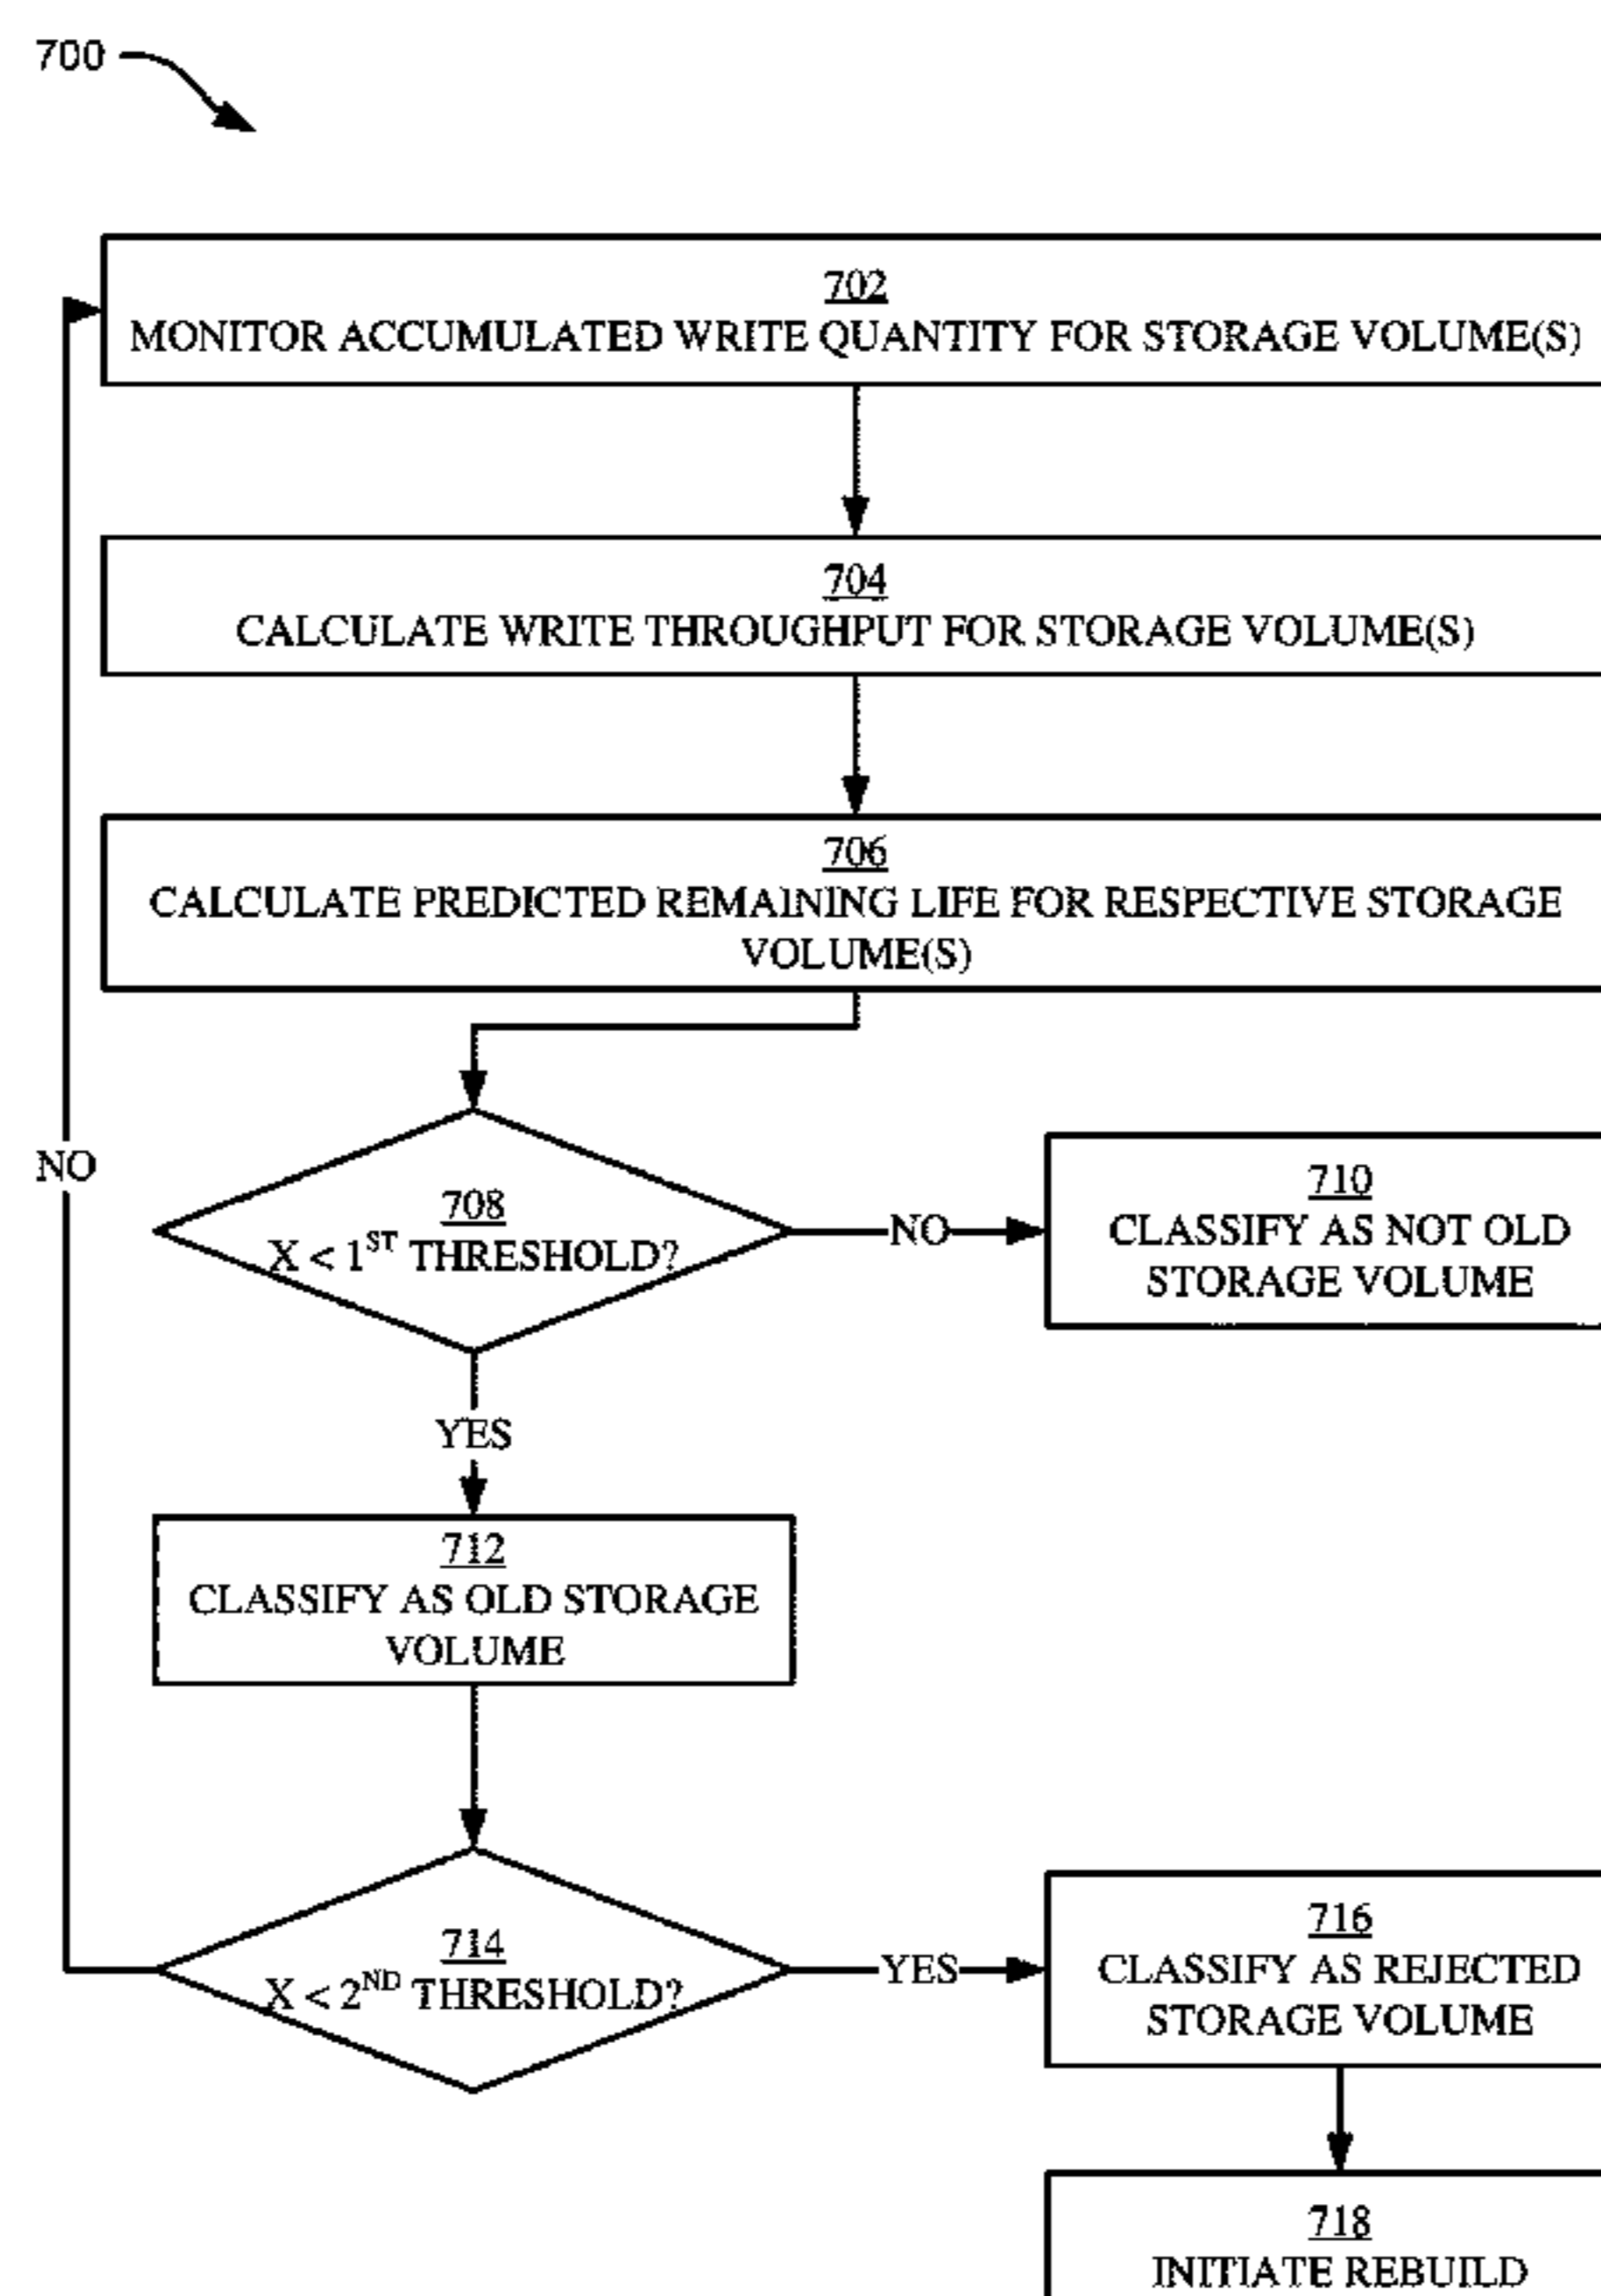 700
702
MONITOR ACCUMULATED WRITE QUANTITY FOR STORAGE VOLUME(S)
704
CALCULATE WRITE THROUGHPUT FOR STORAGE VOLUME(S)
706
CALCULATE PREDICTED REMAINING LIFE FOR RESPECTIVE STORAGE
VOLUME(S)
NO
708
X < 1ST THRESHOLD?
NO
710
CLASSIFY AS NOT OLD
STORAGE VOLUME
YES
712
CLASSIFY AS OLD STORAGE
VOLUME
714
X < 2ND THRESHOLD?
YES
716
CLASSIFY AS REJECTED
STORAGE VOLUME
718
INITIATE REBUILD